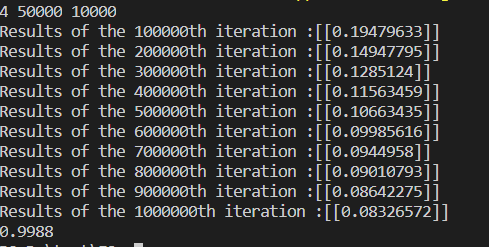 4 50000 10000
Results of the 100000th iteration :[[0.19479633]]
Results of the 200000th iteration :[[0.14947795]]
Results of the 300000th iteration :[[0.1285124]]
Results of the 400000th iteration :[[0.11563459]]
Results of the 500000th iteration :[[0.10663435]]
Results of the 600000th iteration :[[0.09985616]]
Results of the 700000th iteration :[[0.0944958]]
Results of the 800000th iteration :[[0.09010793]]
Results of the 900000th iteration :[[0.08642275]]
Results of the 1000000th iteration :[[0.08326572]]
0.9988